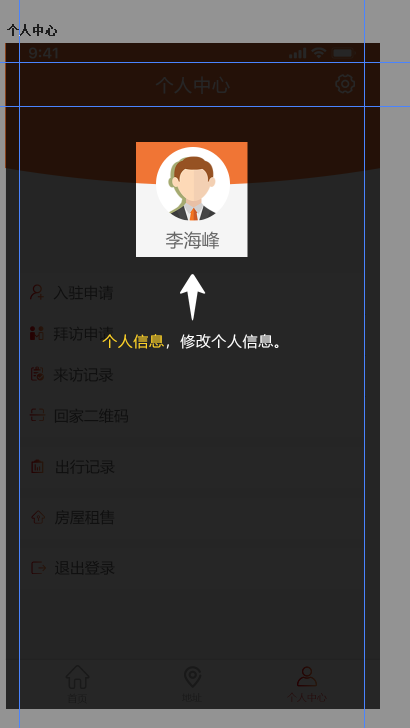 个人中心
9:41
个人中心
李海峰
入驻申请
拜访申请
个人信息，修改个人信息。
来访记录
回家二维码
出行记录
房屋租售
退出登录
首页
个人中心